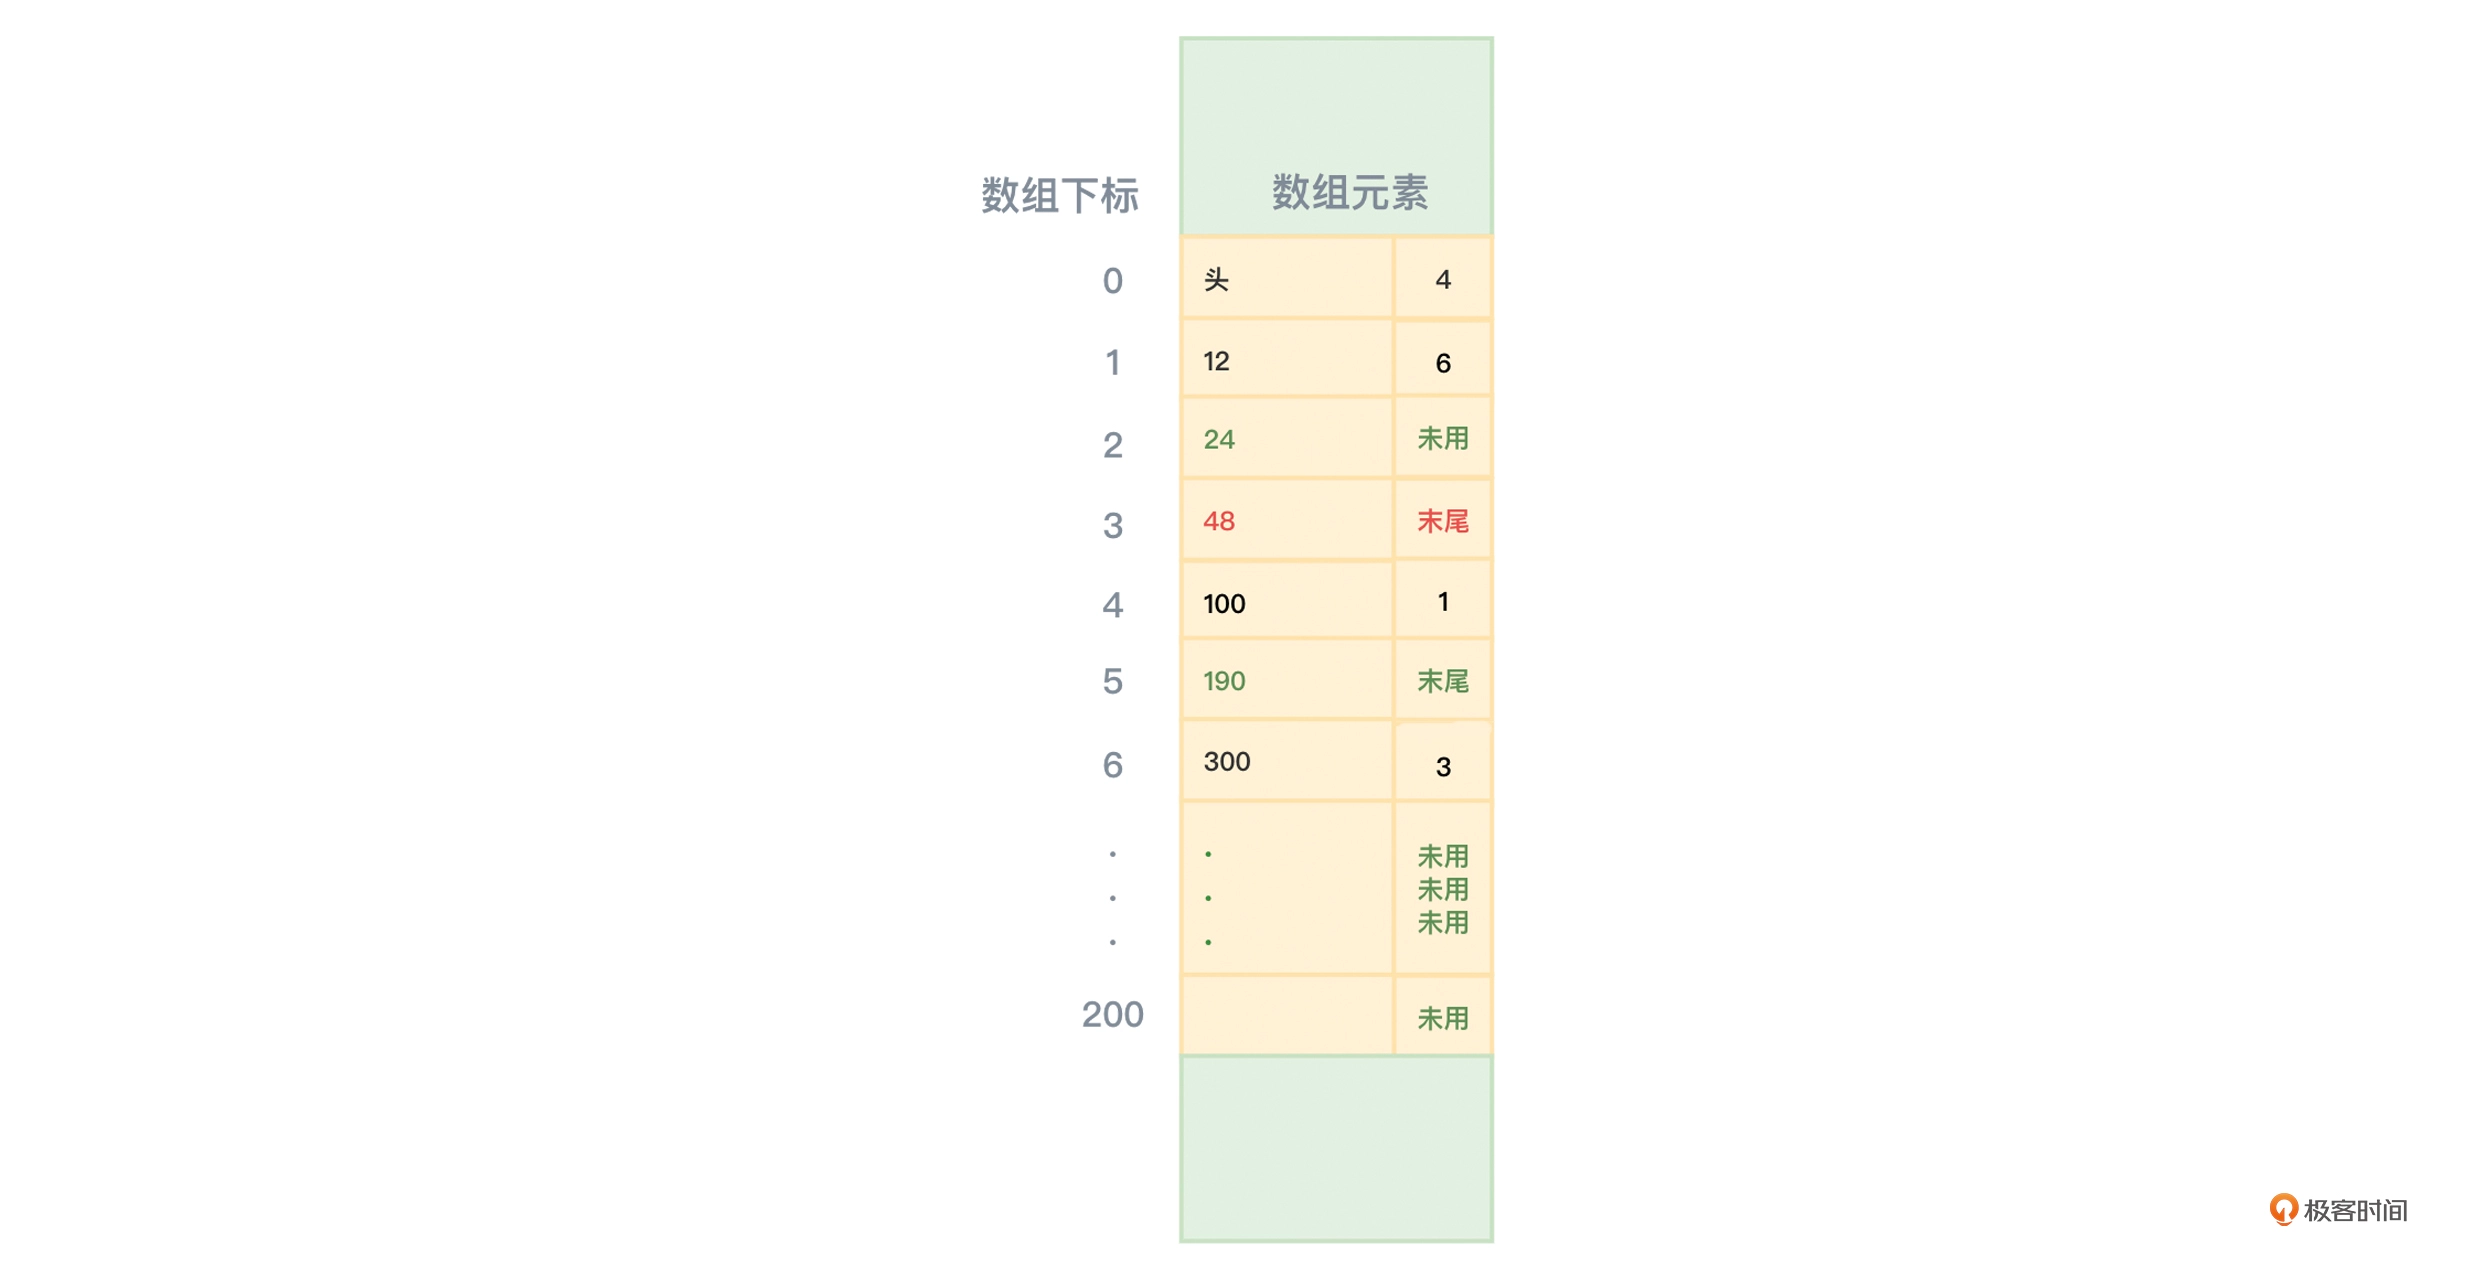 数组下标 数组元素
0 头 4
1 12 6
2 24 未用
3 48 末尾
4 100 1
5 190 末尾
6 300 3
· · 未用
· · 未用
· · 未用
200 未用
极客时间